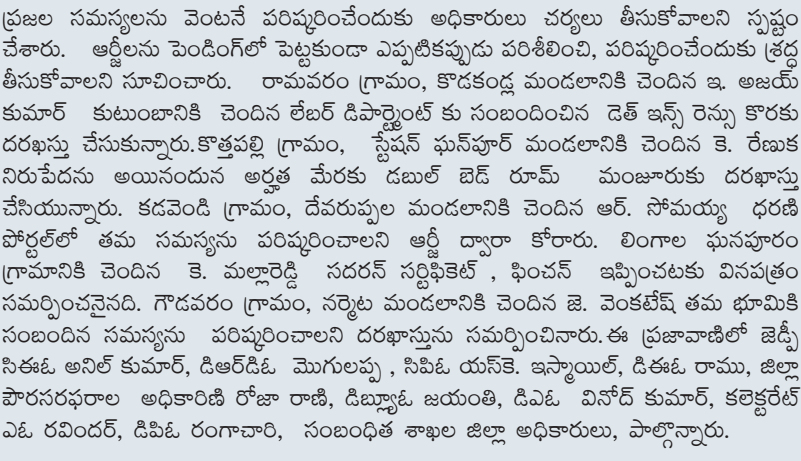 ప్రజల సమస్యలను వెంటనే పరిష్కరించేందుకు అధికారులు చర్యలు తీసుకోవాలని స్పష్టం
చేశారు. ఆర్జీలను పెండింగ్‌లో పెట్టకుండా ఎప్పటికప్పుడు పరిశీలించి, పరిష్కరించేందుకు శ్రద్ధ
తీసుకోవాలని సూచించారు. రామవరం గ్రామం, కొడకండ్ల మండలానికి చెందిన ఇ. అజయ్
కుమార్ కుటుంబానికి చెందిన లేబర్ డిపార్ట్మెంట్ కు సంబందించిన డెత్ ఇన్స్ రెన్సు కొరకు
దరఖస్తు చేసుకున్నారు.కొత్తపల్లి గ్రామం, స్టేషన్ ఘన్‌పూర్ మండలానికి చెందిన కె. రేణుక
నిరుపేదను అయినందున అర్హత మేరకు డబుల్ బెడ్ రూమ్ మంజూరుకు దరఖాస్తు
చేసియున్నారు. కడవెండి గ్రామం, దేవరుప్పల మండలానికి చెందిన ఆర్. సోమయ్య ధరణి
పోర్టల్‌లో తమ సమస్యను పరిష్కరించాలని ఆర్జీ ద్వారా కోరారు. లింగాల ఘనపూరం
గ్రామానికి చెందిన కె. మల్లారెడ్డి సదరన్ సర్టిఫికెట్ , ఫించన్ ఇప్పించటకు వినపత్రం
సమర్పించనైనది. గౌడవరం గ్రామం, నర్మెట మండలానికి చెందిన జె. వెంకటేష్ తమ భూమికి
సంబందిన సమస్యను పరిష్కరించాలని దరఖాస్తును సమర్పించినారు.ఈ ప్రజావాణిలో జెడ్పీ
సిఈఓ అనిల్ కుమార్, డిఆర్‌డిఓ మొగులప్ప , సిపిఓ యస్‌కె. ఇస్మాయిల్, డిఈఓ రాము, జిల్లా
పౌరసరఫరాల అధికారిణి రోజా రాణి, డిబ్ల్యూఓ జయంతి, డిఎఓ వినోద్ కుమార్, కలెక్టరేట్
ఎఓ రవిందర్, డిపిఓ రంగాచారి, సంబంధిత శాఖల జిల్లా అధికారులు, పాల్గొన్నారు.